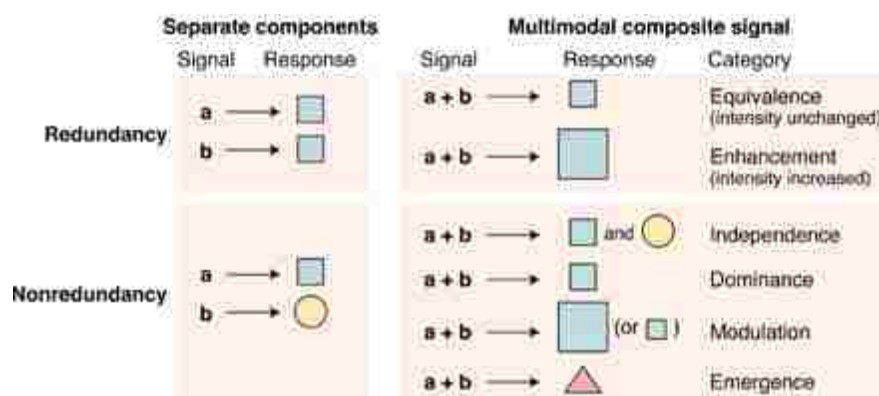 Separate components Multimodal composite signal
Signal Response Signal Response Category
Redundancy
a
b
a + b Equivalence
(intensity unchanged)
a + b Enhancement
(intensity increased)
Nonredundancy
a
b
a + b and Independence
a + b Dominance
a + b (or ) Modulation
a + b Emergence